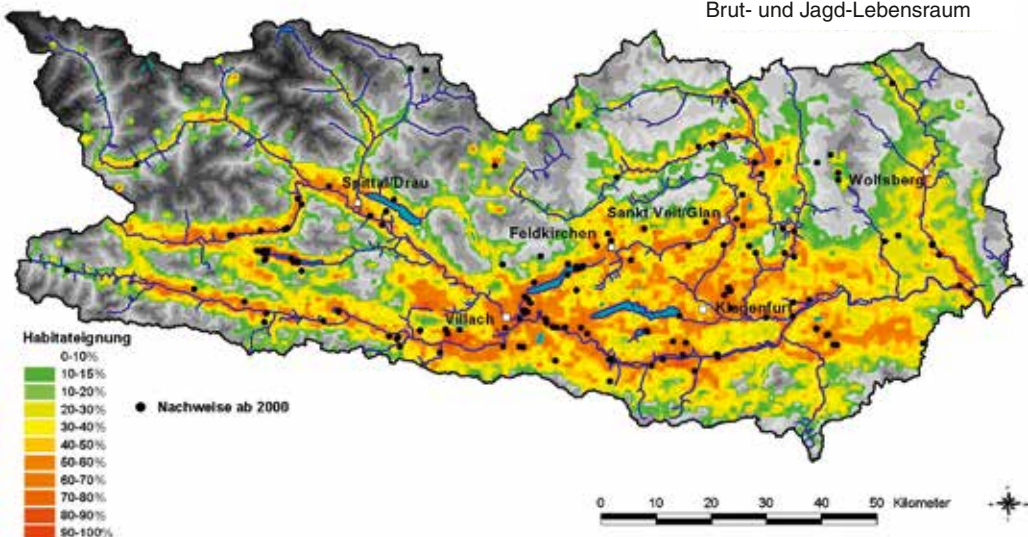 Brut- und Jagd-Lebensraum
Spittal/Drau
Wolfsberg
Sankt Veit/Glan
Feldkirchen
Klagenfurt
Villach
Habitateignung
0-10%
10-15%
10-20%
20-30%
30-40%
40-50%
50-60%
60-70%
70-80%
80-90%
90-100%
Nachweise ab 2000
0 10 20 30 40 50 Kilometer